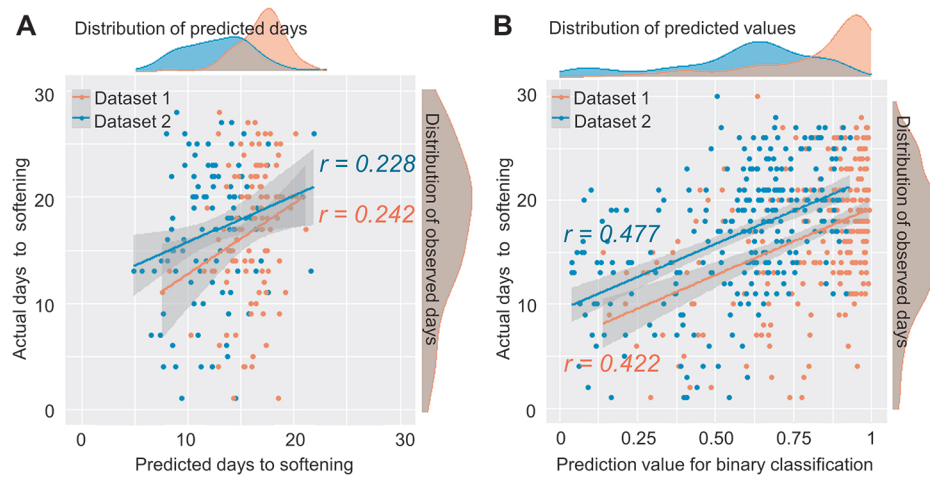 A
Distribution of predicted days
Dataset 1
Dataset 2
r = 0.228
r = 0.242
30
20
10
0
Actual days to softening
0
10
20
30
Predicted days to softening
Distribution of observed days
B
Distribution of predicted values
Dataset 1
Dataset 2
r = 0.477
r = 0.422
30
20
10
0
Actual days to softening
0
0.25
0.50
0.75
1
Prediction value for binary classification
Distribution of observed days